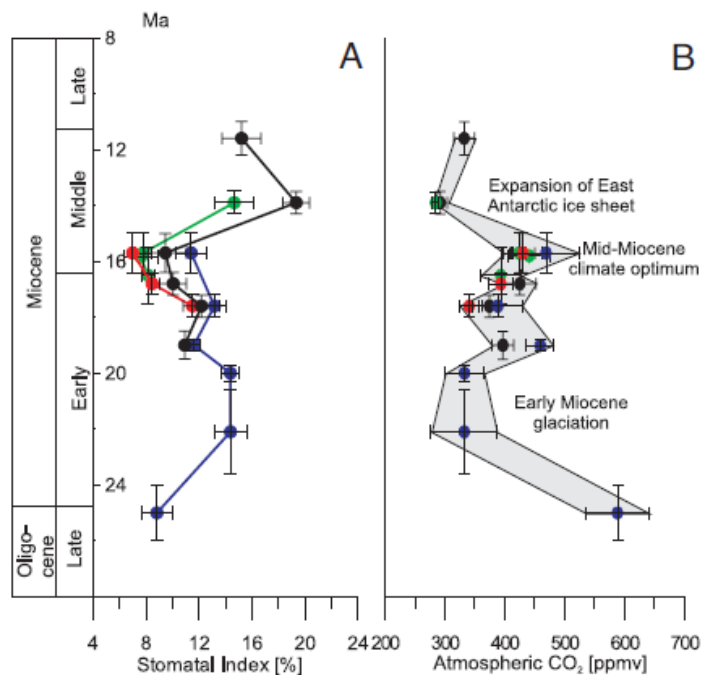 Ma
A
B
8
12
16
20
24
Late
Middle
Early
Miocene
Late
Oligo-
cene
Expansion of East
Antarctic ice sheet
Mid-Miocene
climate optimum
Early Miocene
glaciation
4 8 12 16 20 24
Stomatal Index [%]
200 300 400 500 600 700
Atmospheric CO₂ [ppmv]